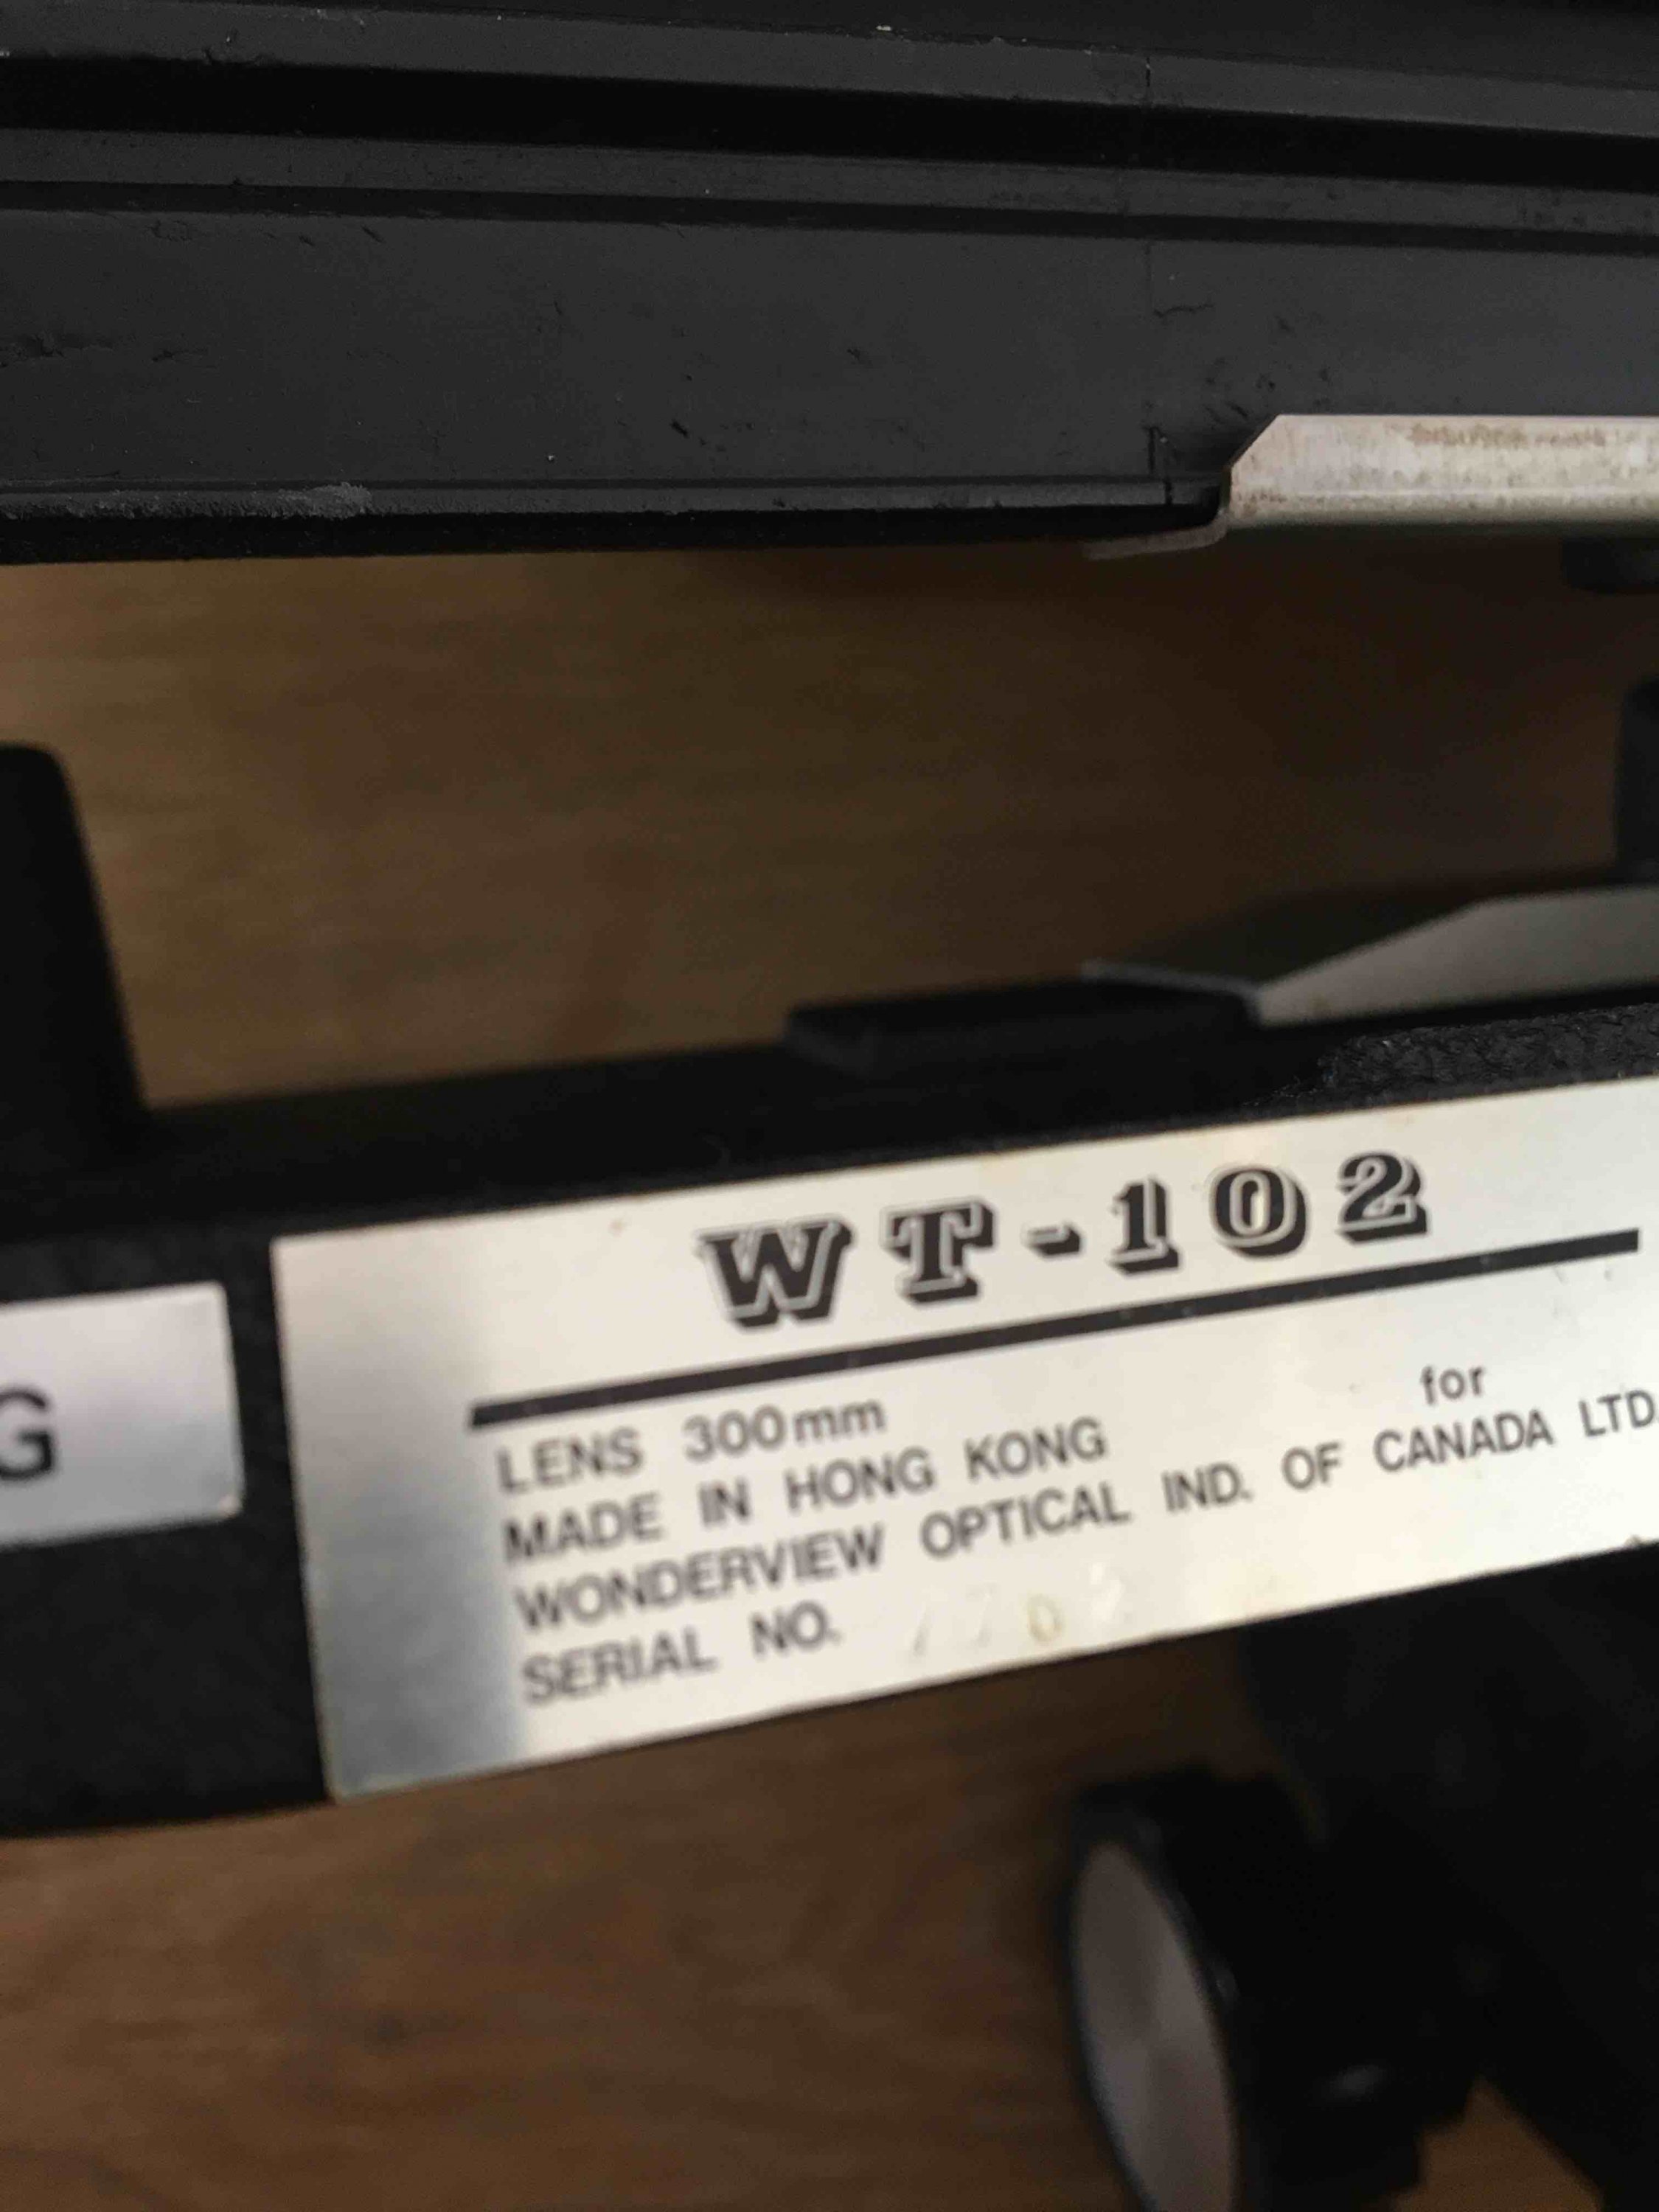 WT-102
LENS 300mm
MADE IN HONG KONG for
WONDERVIEW OPTICAL IND. OF CANADA LTD.
SERIAL NO.
G